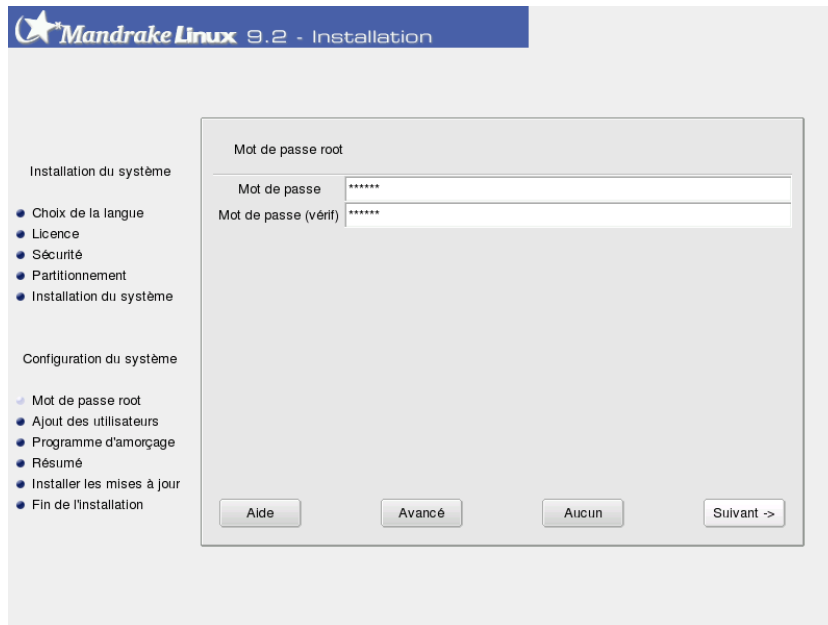 Mandrake Linux 9.2 - Installation
Installation du système
Choix de la langue
Licence
Sécurité
Partitionnement
Installation du système
Configuration du système
Mot de passe root
Ajout des utilisateurs
Programme d'amorçage
Résumé
Installer les mises à jour
Fin de l'installation
Mot de passe root
Mot de passe ******
Mot de passe (vérif) ******
Aide Avancé Aucun Suivant ->